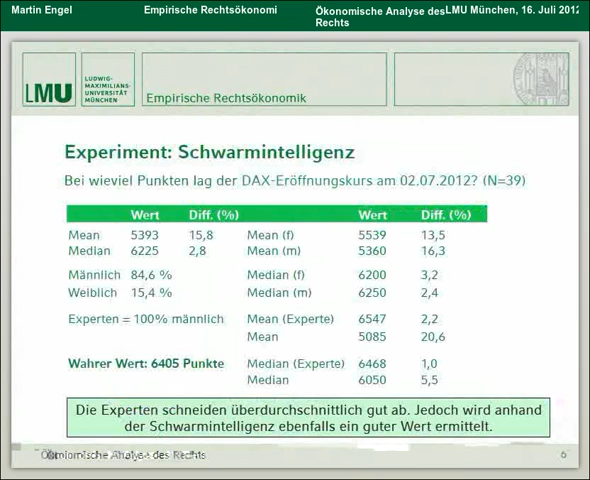 Martin Engel
Empirische Rechtsökonomi
Ökonomische Analyse des
Rechts
LMU München, 16. Juli 2012
LMU
LUDWIG-
MAXIMILIANS-
UNIVERSITÄT
MÜNCHEN
Empirische Rechtsökonomik
Experiment: Schwarmintelligenz
Bei wieviel Punkten lag der DAX-Eröffnungskurs am 02.07.2012? (N=39)
Wert Diff. (%) Wert Diff. (%)
Mean 5393 15,8 Mean (f) 5539 13,5
Median 6225 2,8 Mean (m) 5360 16,3
Männlich 84,6 % Median (f) 6200 3,2
Weiblich 15,4 % Median (m) 6250 2,4
Experten = 100% männlich Mean (Experte) 6547 2,2
Mean 5085 20,6
Wahrer Wert: 6405 Punkte Median (Experte) 6468 1,0
Median 6050 5,5
Die Experten schneiden überdurchschnittlich gut ab. Jedoch wird anhand
der Schwarmintelligenz ebenfalls ein guter Wert ermittelt.
Ökonomische Analyse des Rechts 6